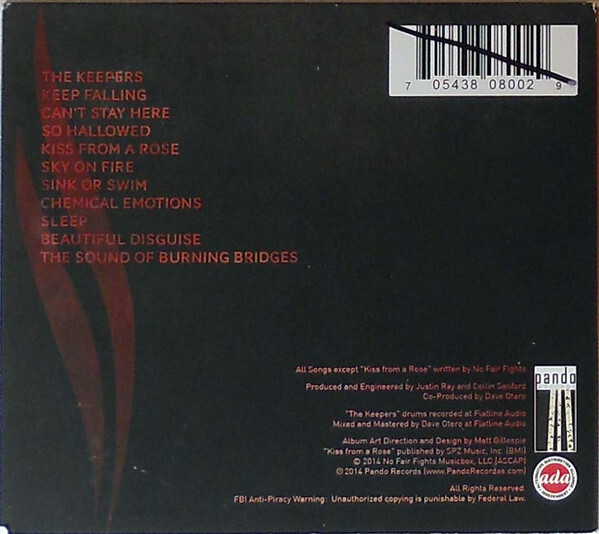 THE KEEPERS
KEEP FALLING
CAN'T STAY HERE
SO HALLOWED
KISS FROM A ROSE
SKY ON FIRE
SINK OR SWIM
CHEMICAL EMOTIONS
SLEEP
BEAUTIFUL DISGUISE
THE SOUND OF BURNING BRIDGES
7 05438 08002 9
All Songs except "Kiss from a Rose" written by No Fair Fights
Produced and Engineered by Justin Ray and Collin Sanford
Co-Produced by Dave Otero
"The Keepers" drums recorded at Flatline Audio
Mixed and Mastered by Dave Otero at Flatline Audio
Album Art Direction and Design by Matt Gillespie
"Kiss from a Rose" published by SPZ Music, Inc. (BMI)
© 2014 No Fair Fights Musicbox, LLC (ASCAP)
℗ 2014 Pando Records (www.PandoRecordas.com)
All Rights Reserved.
FBI Anti-Piracy Warning: Unauthorized copying is punishable by Federal Law.
pando
ada